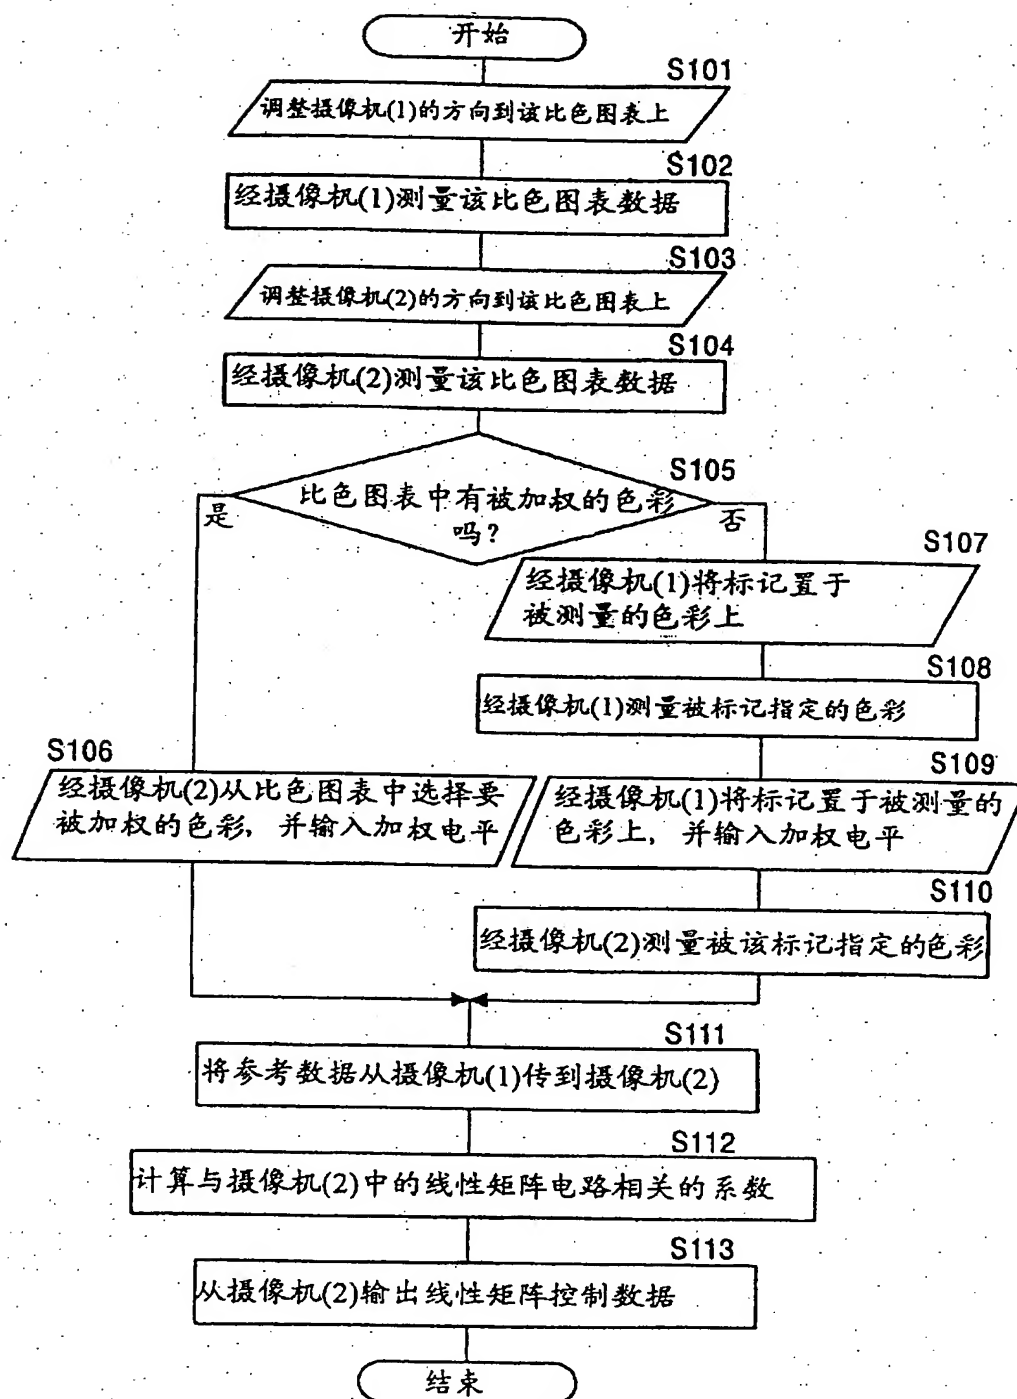 开始
S101
调整摄像机(1)的方向到该比色图表上
S102
经摄像机(1)测量该比色图表数据
S103
调整摄像机(2)的方向到该比色图表上
S104
经摄像机(2)测量该比色图表数据
S105
比色图表中有被加权的色彩
吗?
是
否
S107
经摄像机(1)将标记置于
被测量的色彩上
S108
经摄像机(1)测量被标记指定的色彩
S106
经摄像机(2)从比色图表中选择要
被加权的色彩, 并输入加权电平
S109
经摄像机(1)将标记置于被测量的
色彩上, 并输入加权电平
S110
经摄像机(2)测量被该标记指定的色彩
S111
将参考数据从摄像机(1)传到摄像机(2)
S112
计算与摄像机(2)中的线性矩阵电路相关的系数
S113
从摄像机(2)输出线性矩阵控制数据
结束